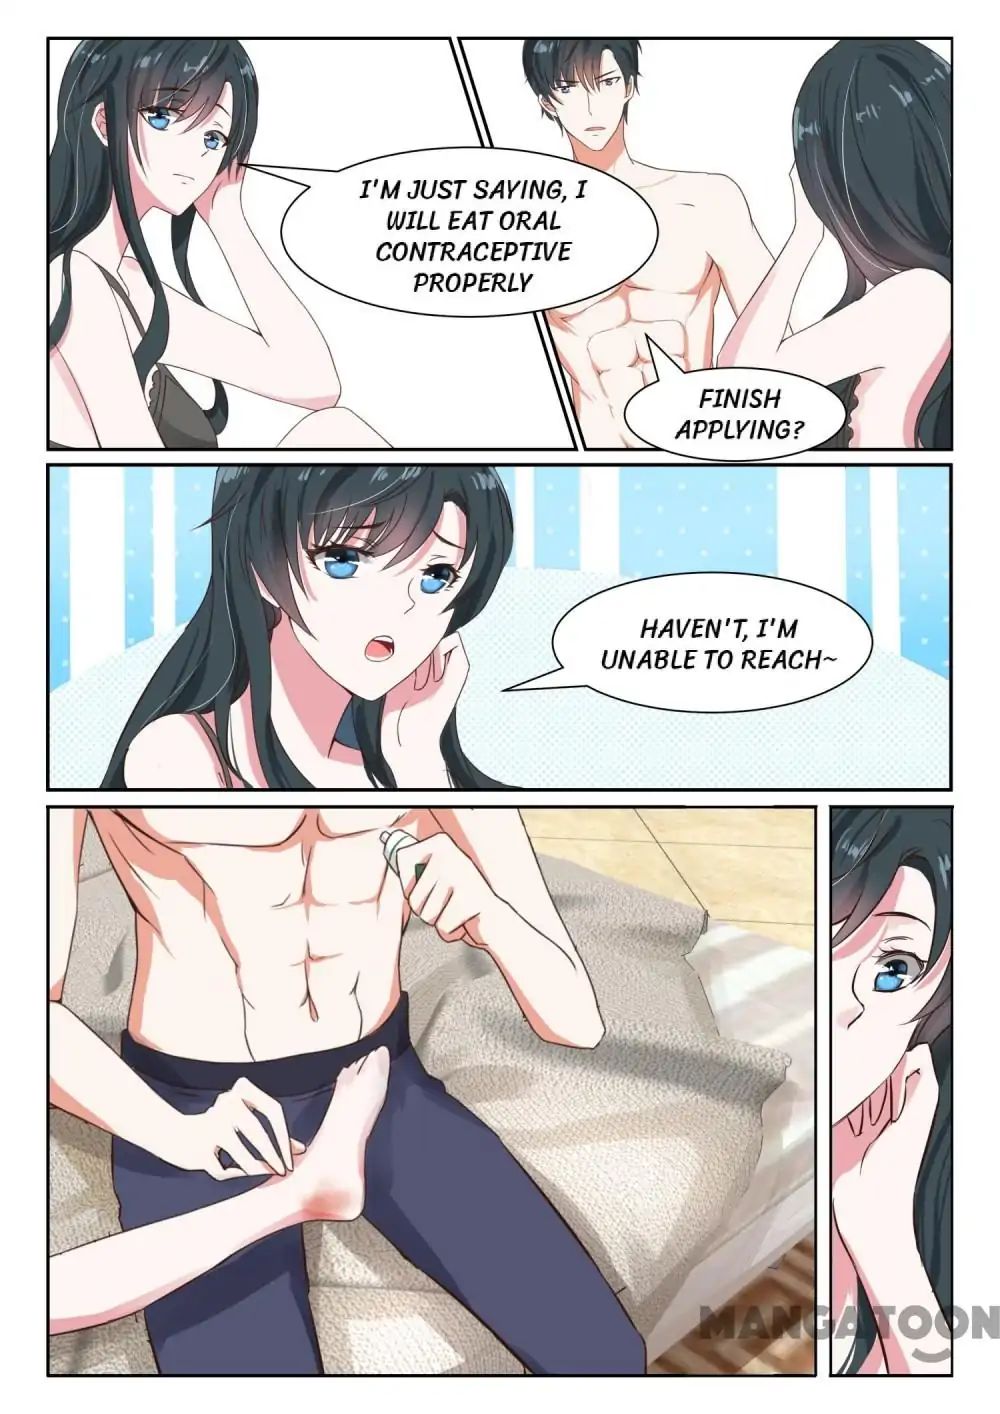 I'M JUST SAYING, I
WILL EAT ORAL
CONTRACEPTIVE
PROPERLY
FINISH
APPLYING?
HAVEN'T, I'M
UNABLE TO REACH~
MANGATOON